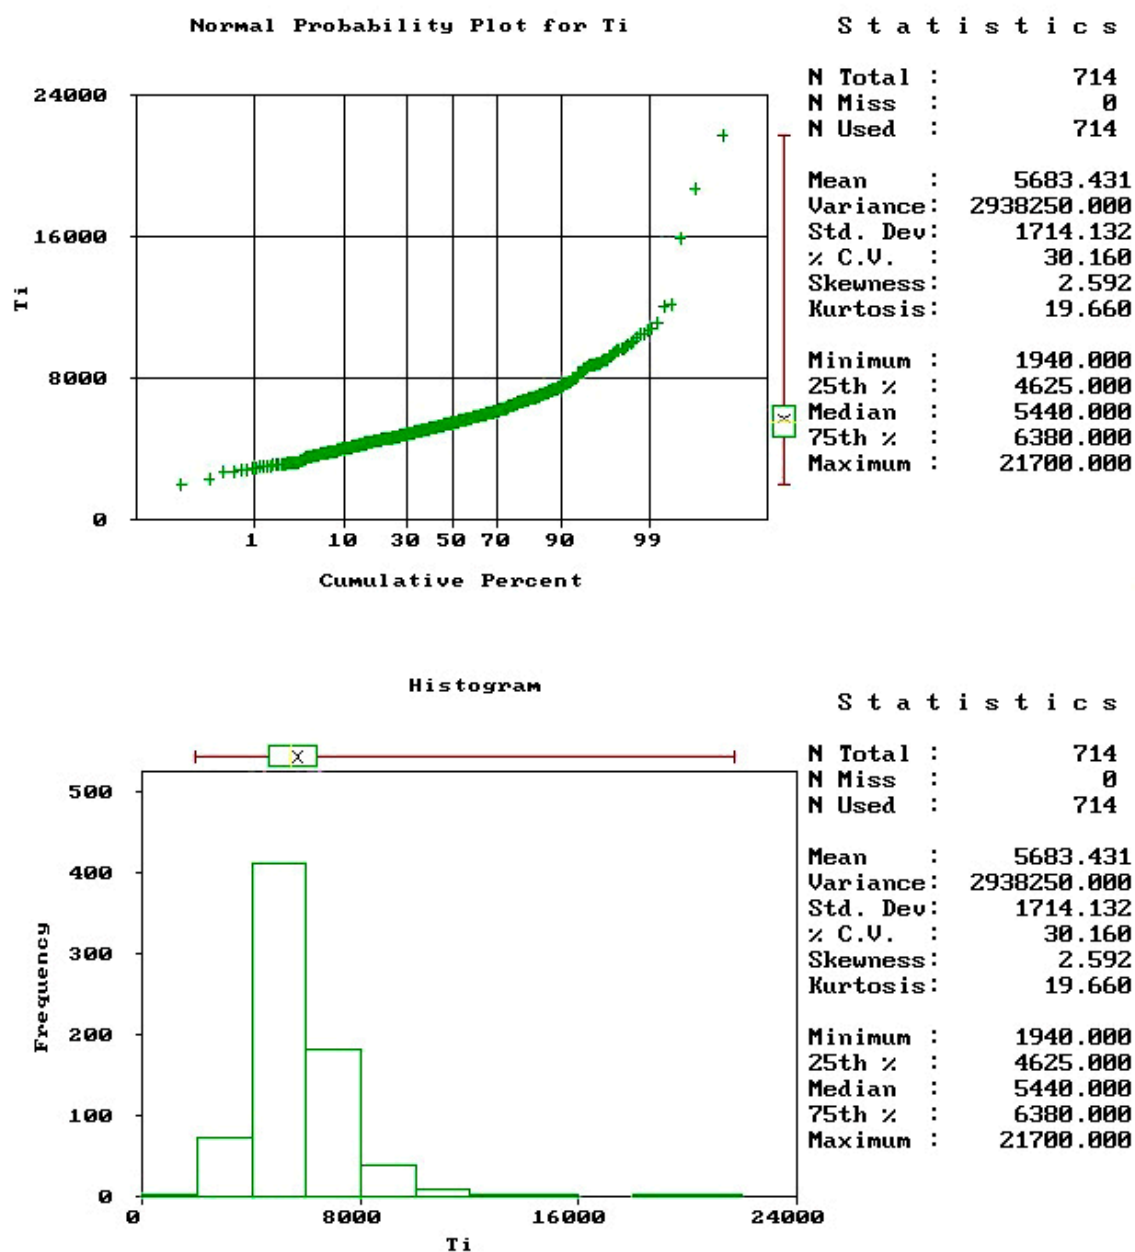 Normal Probability Plot for Ti
Statistics
N Total : 714
N Miss : 0
N Used : 714
Mean : 5683.431
Variance: 2938250.000
Std. Dev: 1714.132
% C.V. : 30.160
Skewness: 2.592
Kurtosis: 19.660
Minimum : 1940.000
25th % : 4625.000
Median : 5440.000
75th % : 6380.000
Maximum : 21700.000
24000
16000
8000
0
Ti
1 10 30 50 70 90 99
Cumulative Percent
Histogram
Statistics
N Total : 714
N Miss : 0
N Used : 714
Mean : 5683.431
Variance: 2938250.000
Std. Dev: 1714.132
% C.V. : 30.160
Skewness: 2.592
Kurtosis: 19.660
Minimum : 1940.000
25th % : 4625.000
Median : 5440.000
75th % : 6380.000
Maximum : 21700.000
500
400
300
200
100
0
Frequency
0 8000 16000 24000
Ti